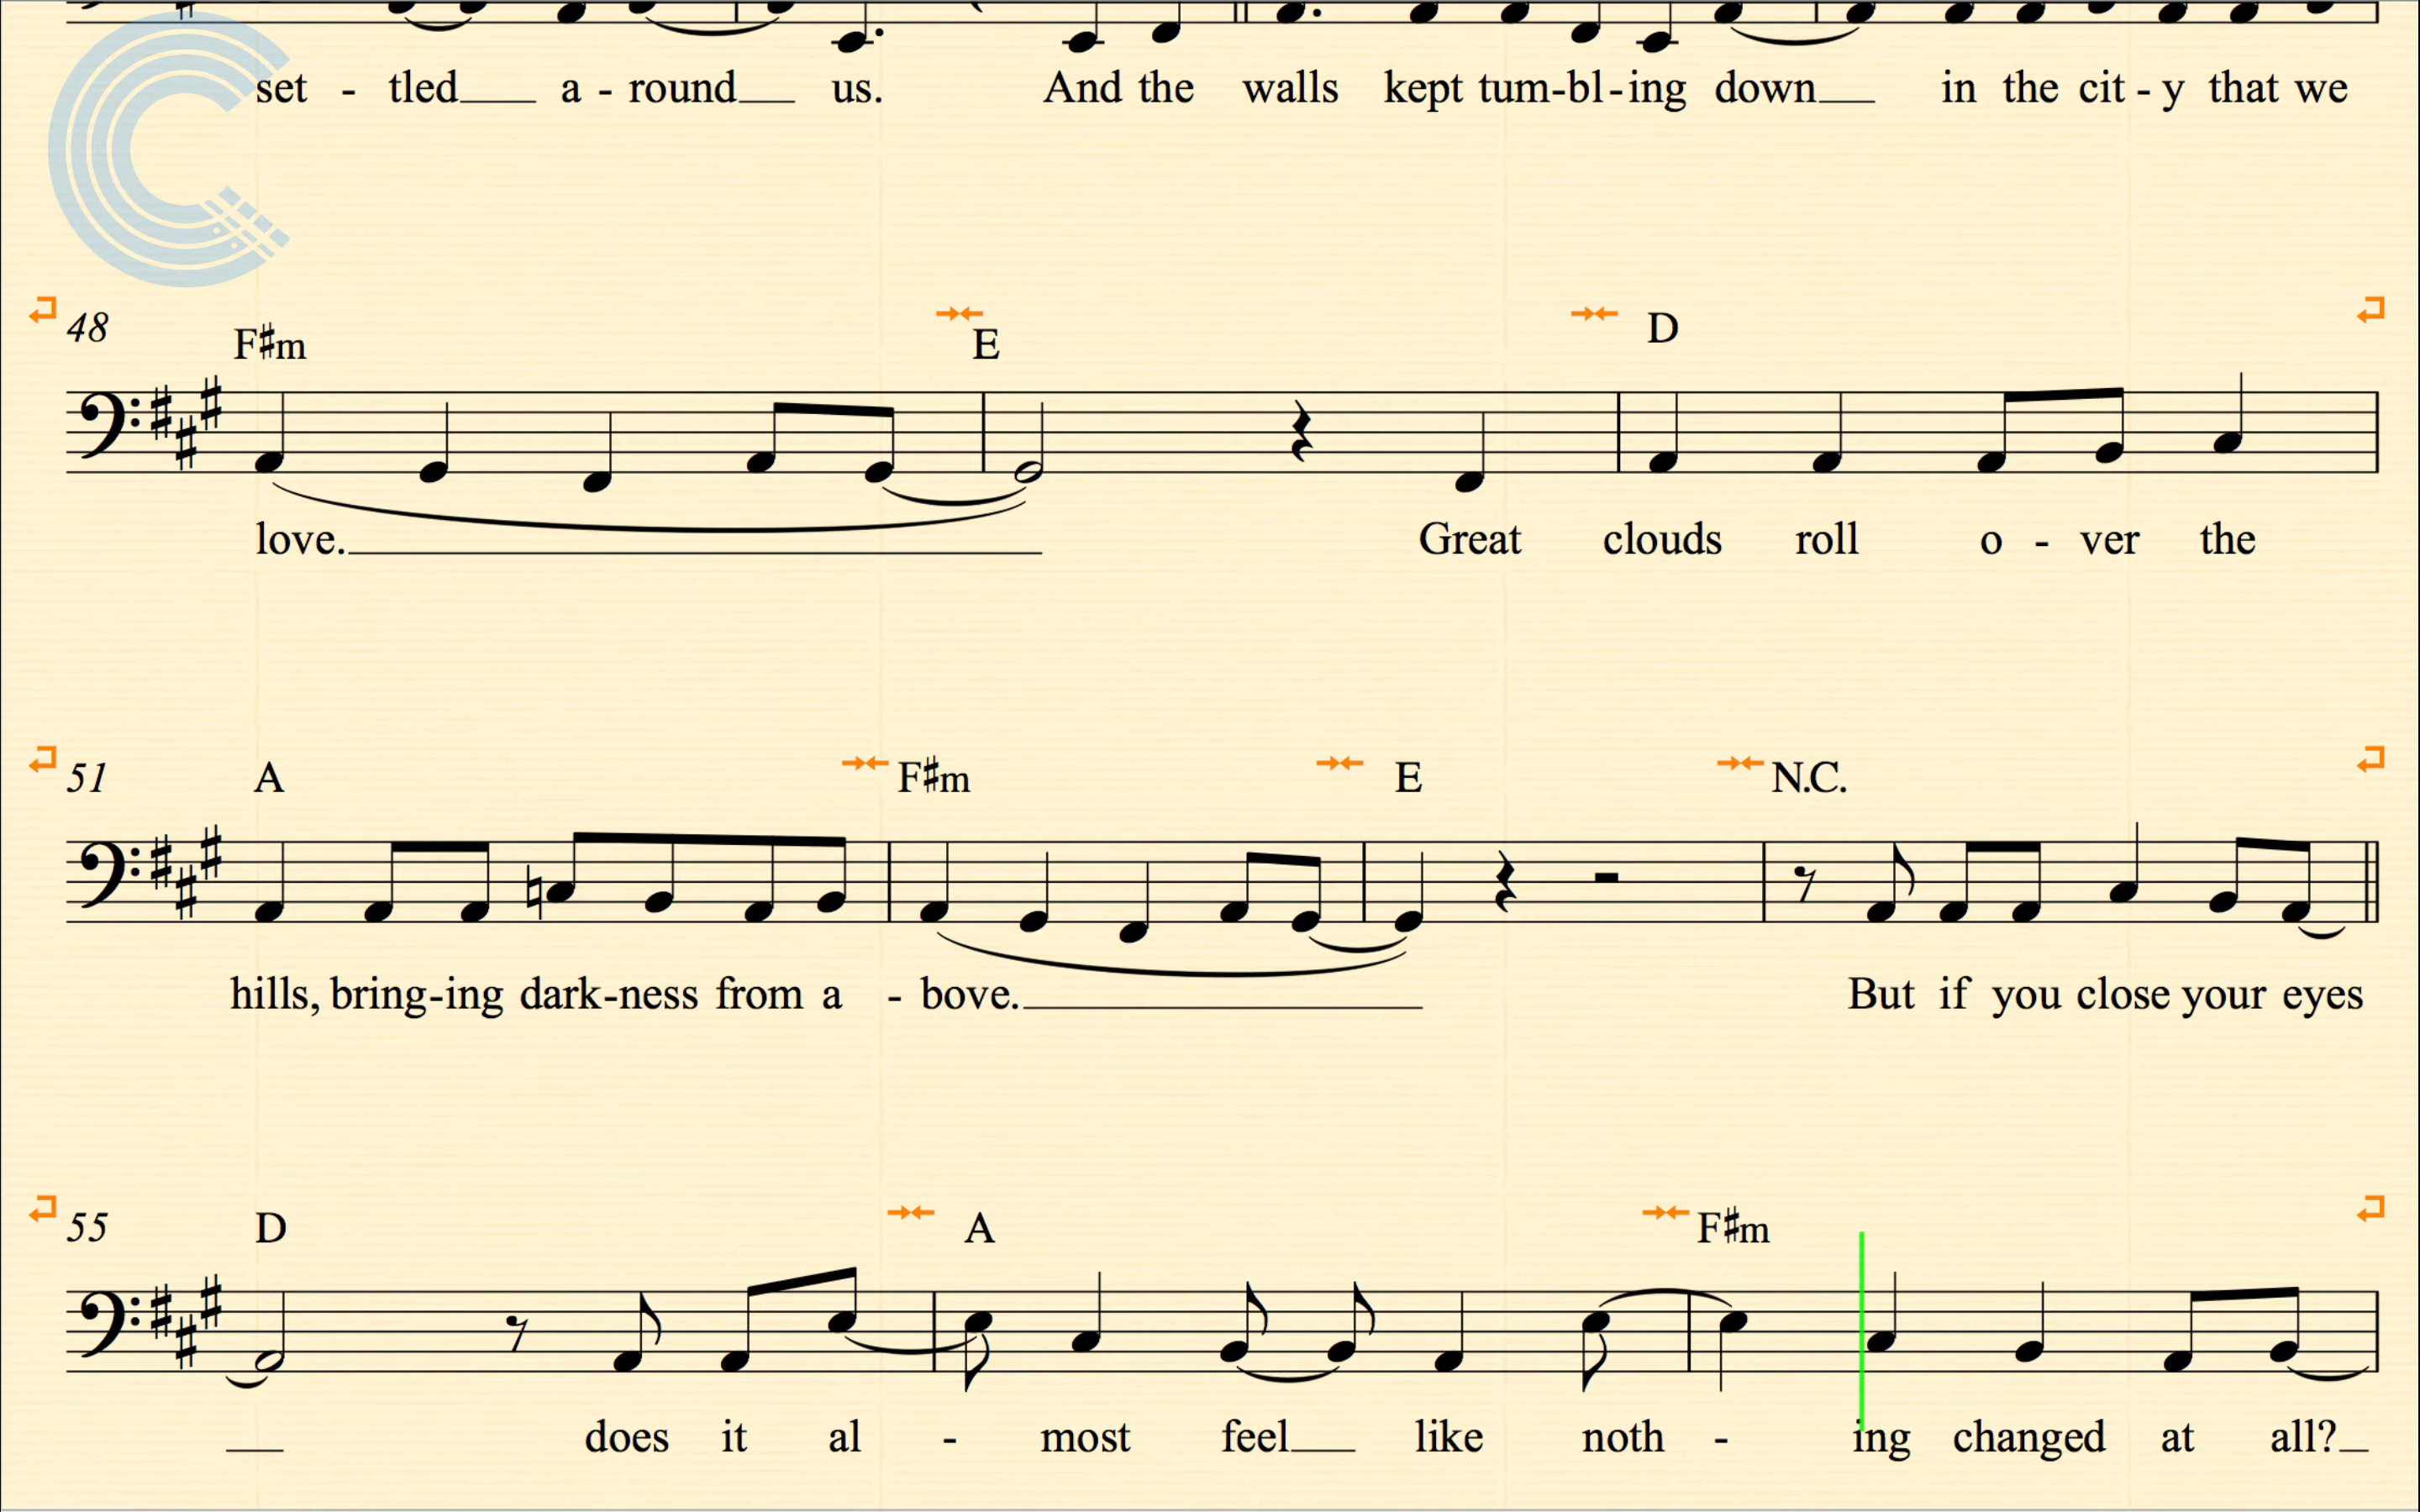 set - tled a - round us. And the walls kept tum-bl-ing down in the cit-y that we
48 F♯m E D
love. Great clouds roll o - ver the
51 A F♯m E N.C.
hills, bring-ing dark-ness from a - bove. But if you close your eyes
55 D A F♯m
does it al - most feel like noth - ing changed at all?